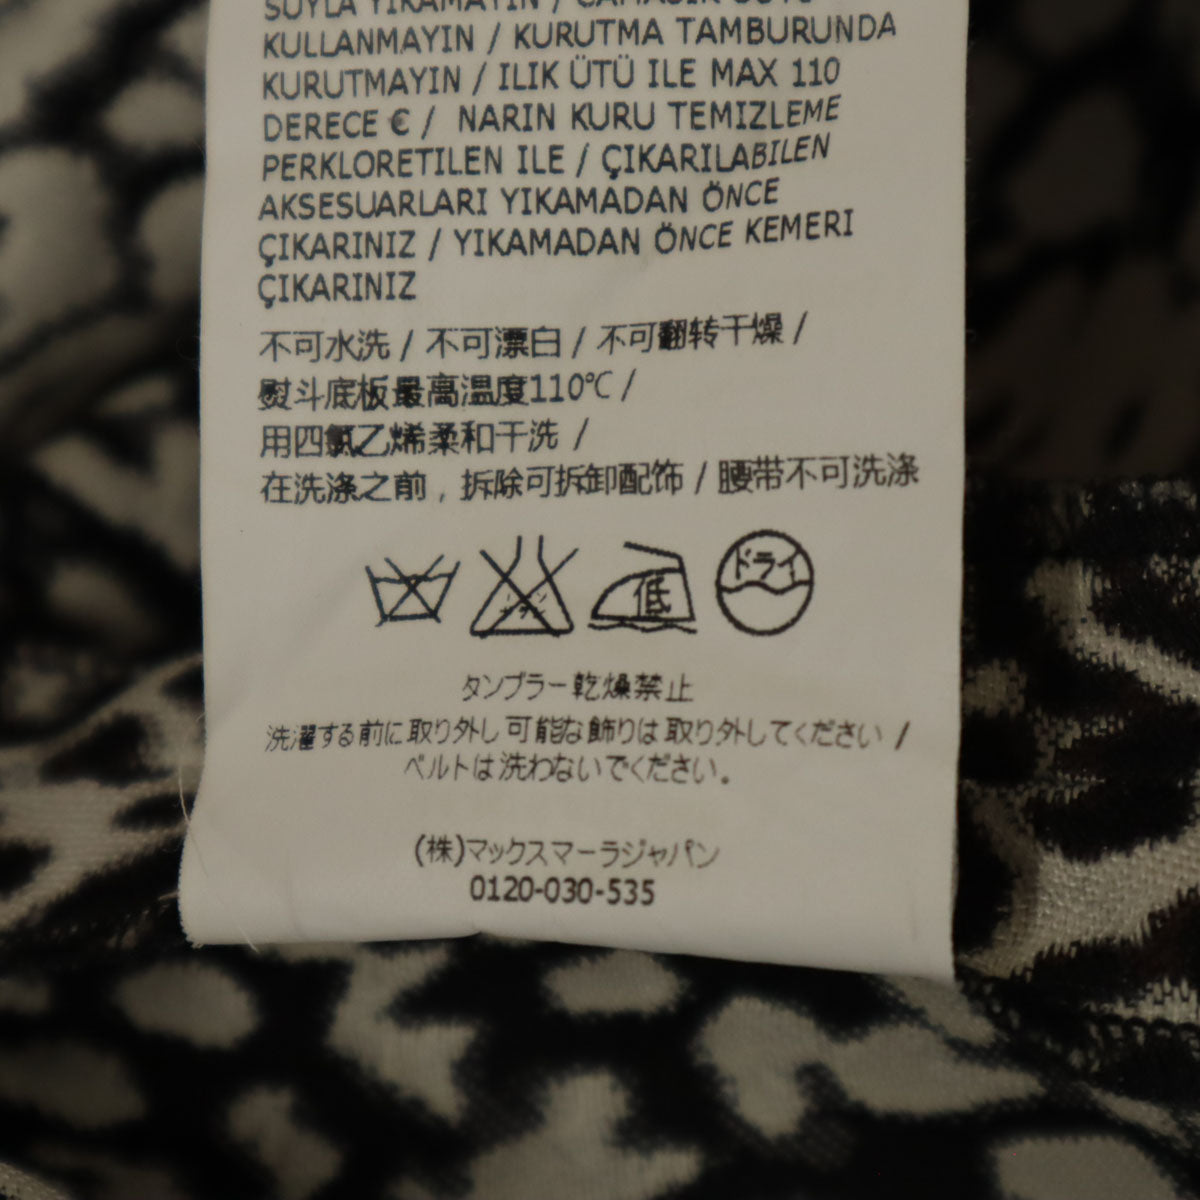 SUYLA YIKAMAYIN / ÇAMAŞIR SUYU
KULLANMAYIN / KURUTMA TAMBURUNDA
KURUTMAYIN / ILIK ÜTÜ ILE MAX 110
DERECE € / NARIN KURU TEMIZLEME
PERKLORETILEN ILE / ÇIKARILABILEN
AKSESUARLARI YIKAMADAN ÖNCE
ÇIKARINIZ / YIKAMADAN ÖNCE KEMERI
ÇIKARINIZ
不可水洗 / 不可漂白 / 不可翻转干燥 /
熨斗底板最高温度110℃ /
用四氯乙烯柔和干洗 /
在洗涤之前，拆除可拆卸配饰 / 腰带不可洗涤
低
ドライ
タンブラー乾燥禁止
洗濯する前に取り外し可能な飾りは取り外してください /
ベルトは洗わないでください。
(株)マックスマーラジャパン
0120-030-535